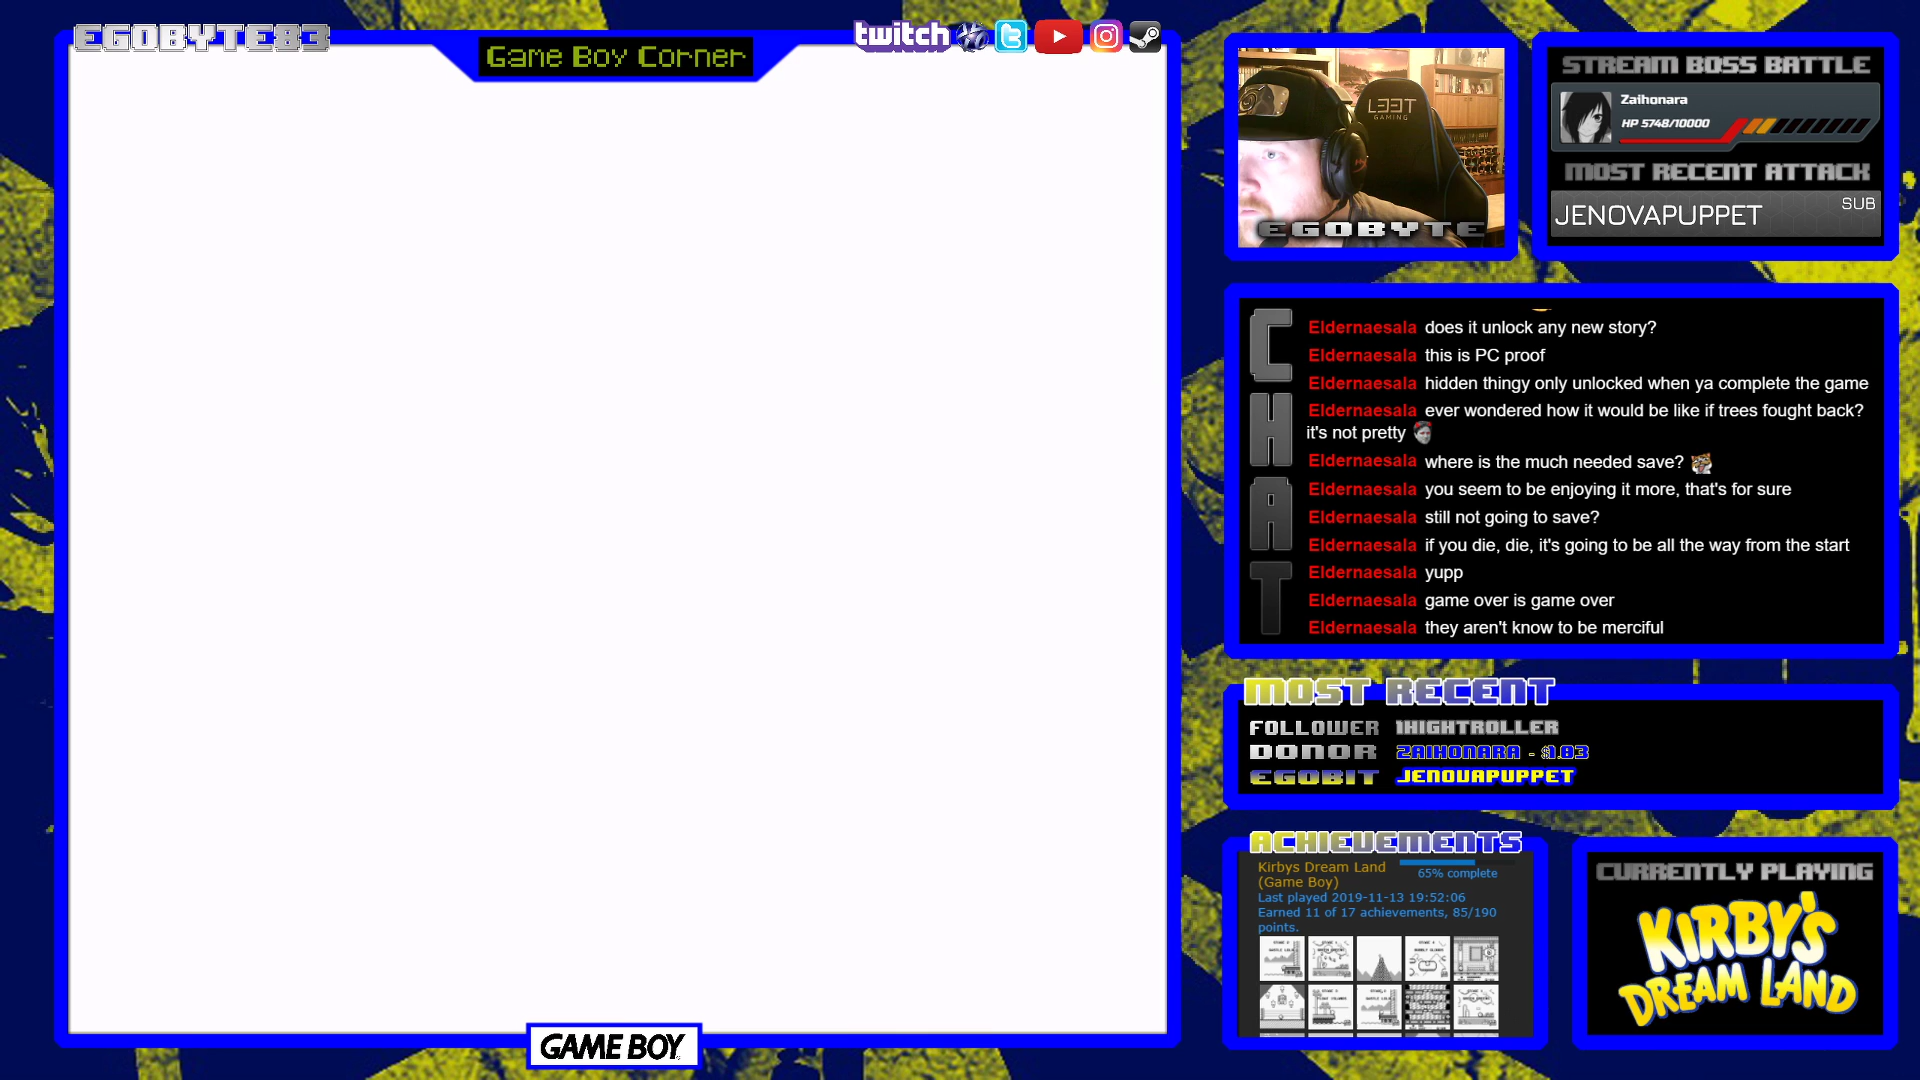 EGOBYTE83
Game Boy Corner
twitch
L33T
GAMING
EGOBYTE
STREAM BOSS BATTLE
Zaihonara
HP 5748/10000
MOST RECENT ATTACK
JENOVAPUPPET
SUB
CHAT
Eldernaesala does it unlock any new story?
Eldernaesala this is PC proof
Eldernaesala hidden thingy only unlocked when ya complete the game
Eldernaesala ever wondered how it would be like if trees fought back?
it's not pretty
Eldernaesala where is the much needed save?
Eldernaesala you seem to be enjoying it more, that's for sure
Eldernaesala still not going to save?
Eldernaesala if you die, die, it's going to be all the way from the start
Eldernaesala yupp
Eldernaesala game over is game over
Eldernaesala they aren't know to be merciful
MOST RECENT
FOLLOWER 1HIGHTROLLER
DONOR ZAIHONARA - $1.83
EGOBIT JENOVAPUPPET
ACHIEVEMENTS
Kirbys Dream Land
(Game Boy)
65% complete
Last played 2019-11-13 19:52:06
Earned 11 of 17 achievements, 85/190
points.
CURRENTLY PLAYING
KIRBY'S
DREAM LAND
GAME BOY